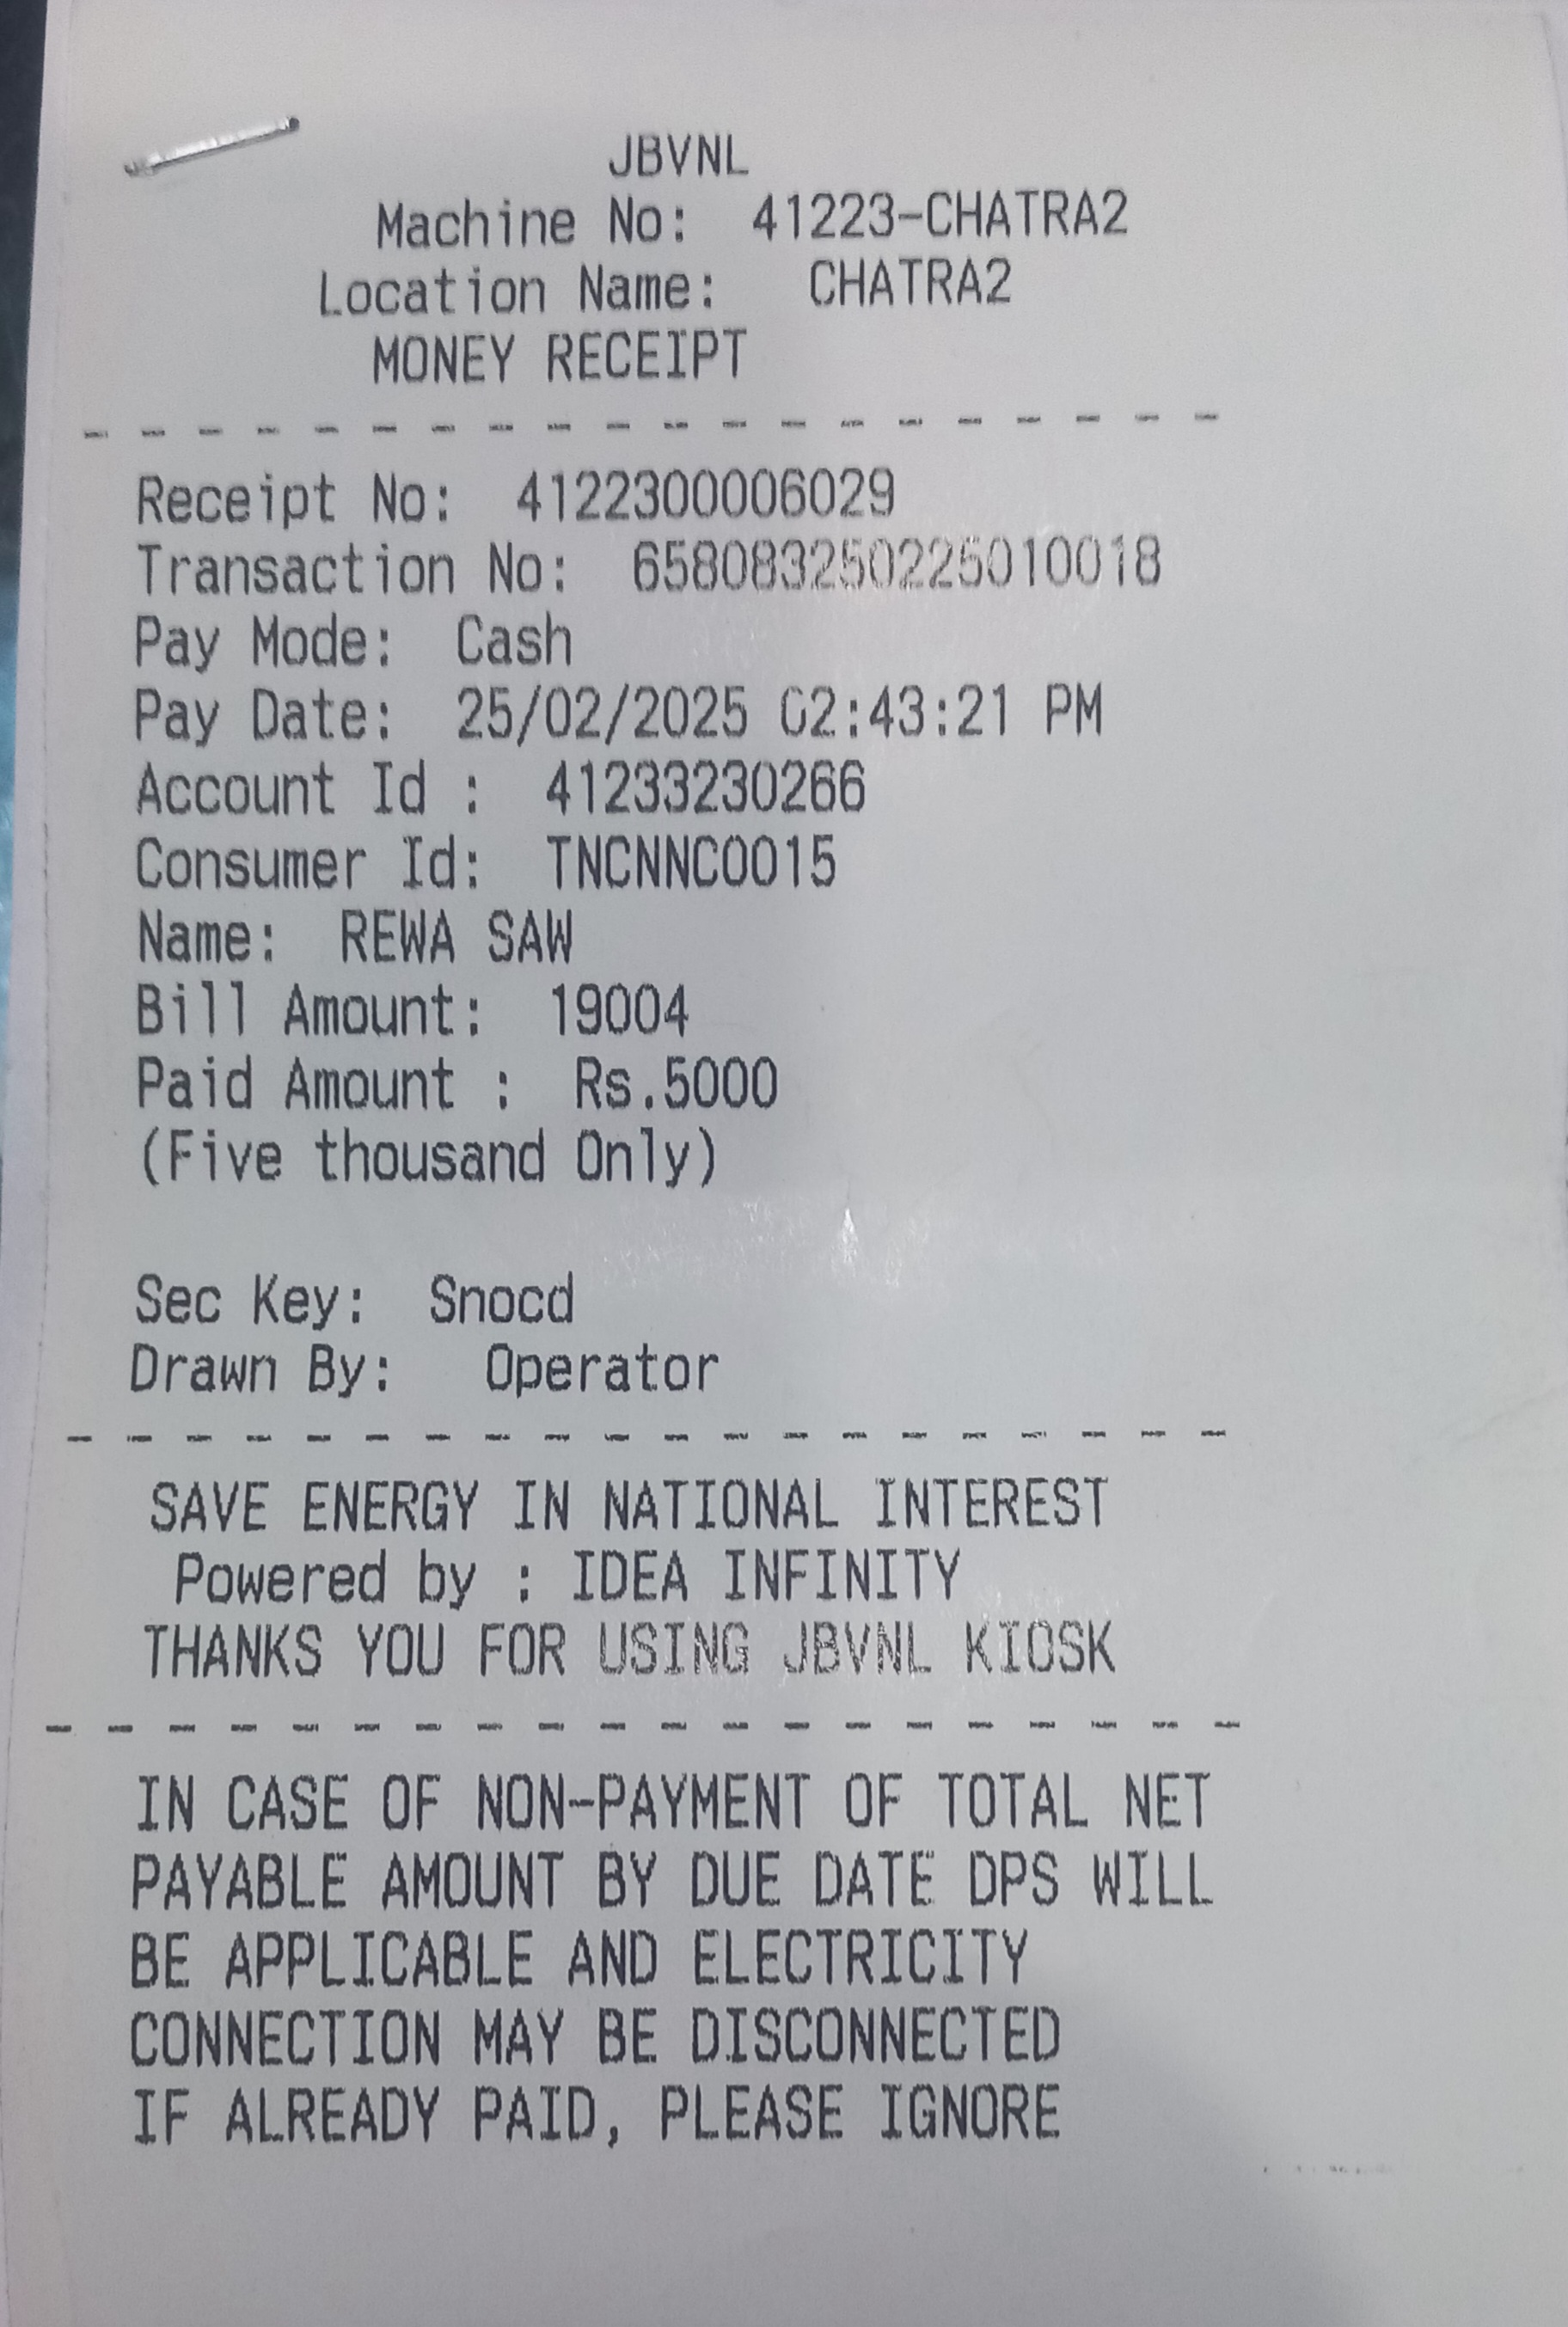 JBVNL
Machine No: 41223-CHATRA2
Location Name: CHATRA2
MONEY RECEIPT
- - - - - - - - - - - - - - - - - - - -
Receipt No: 4122300006029
Transaction No: 658083250225010018
Pay Mode: Cash
Pay Date: 25/02/2025 02:43:21 PM
Account Id : 41233230266
Consumer Id: TNCNNC0015
Name: REWA SAW
Bill Amount: 19004
Paid Amount : Rs.5000
(Five thousand Only)
Sec Key: Snocd
Drawn By: Operator
- - - - - - - - - - - - - - - - - - - -
SAVE ENERGY IN NATIONAL INTEREST
Powered by : IDEA INFINITY
THANKS YOU FOR USING JBVNL KIOSK
- - - - - - - - - - - - - - - - - - - -
IN CASE OF NON-PAYMENT OF TOTAL NET
PAYABLE AMOUNT BY DUE DATE DPS WILL
BE APPLICABLE AND ELECTRICITY
CONNECTION MAY BE DISCONNECTED
IF ALREADY PAID, PLEASE IGNORE